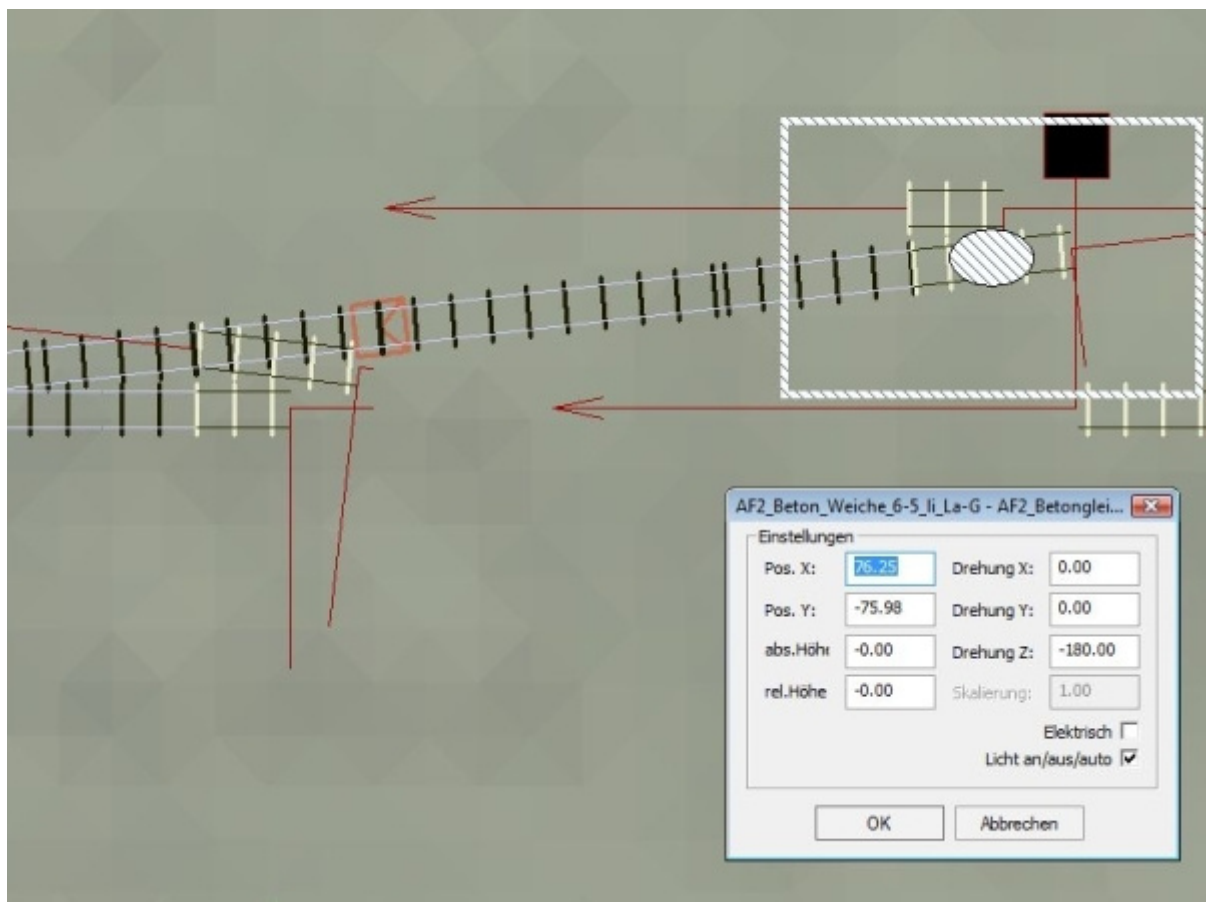 AF2_Beton_Weiche_6-5_li_La-G - AF2_Betonglei...
Einstellungen
Pos. X: 76.25 Drehung X: 0.00
Pos. Y: -75.98 Drehung Y: 0.00
abs.Höhe -0.00 Drehung Z: -180.00
rel.Höhe -0.00 Skalierung: 1.00
Elektrisch
Licht an/aus/auto
OK Abbrechen